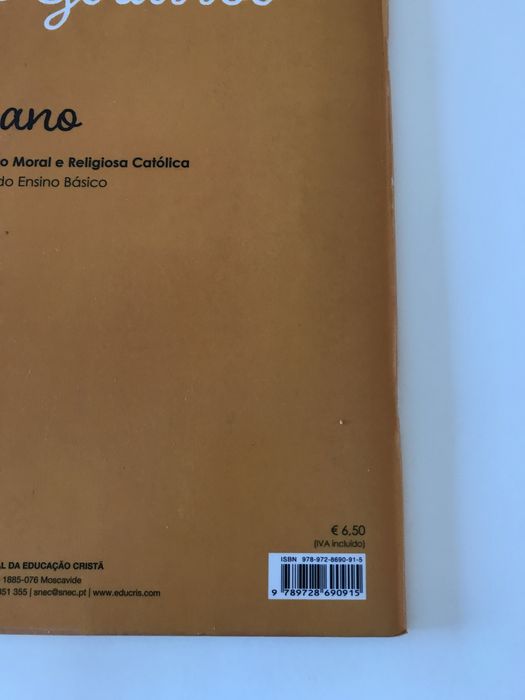 ano
o Moral e Religiosa Católica
do Ensino Básico
€ 6,50
(IVA incluído)
ISBN 978-972-8690-91-5
9 789728 690915
AL DA EDUCAÇÃO CRISTÃ
1885-076 Moscavide
351 355 | snec@snec.pt | www.educris.com